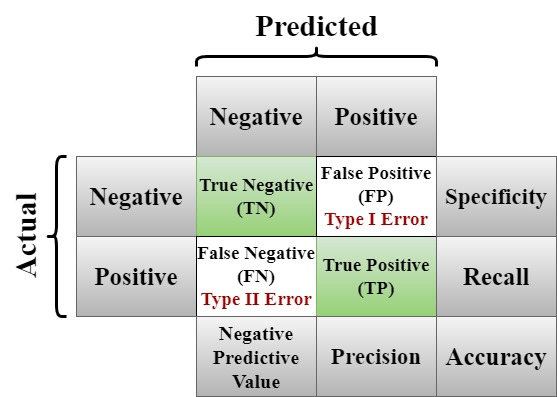 Predicted
Negative
Positive
Actual
Negative
True Negative
(TN)
False Positive
(FP)
Type I Error
Specificity
Positive
False Negative
(FN)
Type II Error
True Positive
(TP)
Recall
Negative
Predictive
Value
Precision
Accuracy